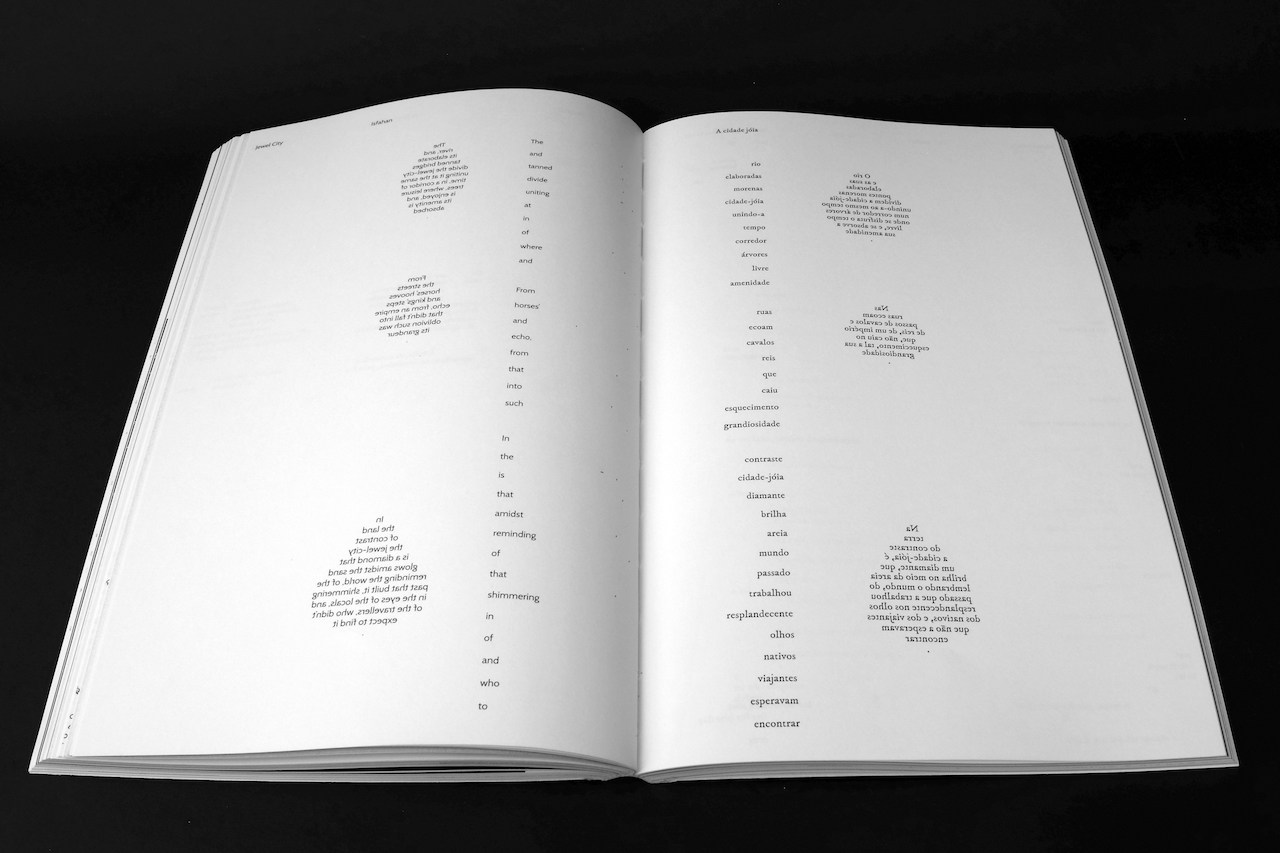 Isfahan
Jewel City
The
river, and
its elaborate
tanned bridges
divide the jewel-city
uniting it at the same
time, in a corridor of
trees, where leisure
is enjoyed, and
its amenity is
absorbed
.
From
the streets
horses' hooves
and kings' steps
echo, from an empire
that didn't fall into
oblivion such was
its grandeur
.
In
the land
of contrast
the jewel-city
is a diamond that
glows amidst the sand
reminding the world, of the
past that built it, shimmering
in the eyes of the locals, and
of the travellers, who didn't
expect to find it
.
The
and
tanned
divide
uniting
at
in
of
where
and
From
horses'
and
echo,
from
that
into
such
In
the
is
that
amidst
reminding
of
that
shimmering
in
of
and
who
to
A cidade jóia
rio
elaboradas
morenas
cidade-jóia
unindo-a
tempo
corredor
árvores
livre
amenidade
ruas
ecoam
cavalos
reis
que
caiu
esquecimento
grandiosidade
contraste
cidade-jóia
diamante
brilha
areia
mundo
passado
trabalhou
resplandecente
olhos
nativos
viajantes
esperavam
encontrar
O rio
e as suas
elaboradas
pontes morenas
dividem a cidade-jóia
unindo-a ao mesmo tempo
num corredor de árvores
onde se disfruta o tempo
livre, e se absorve a
sua amenidade
.
Nas
ruas ecoam
passos de cavalos e
de reis, de um império
que, não caiu no
esquecimento, tal a sua
grandiosidade
.
Na
terra
do contraste
a cidade-jóia, é
um diamante, que
brilha no meio da areia
lembrando o mundo, do
passado que a trabalhou
resplandecente nos olhos
dos nativos, e dos viajantes
que não a esperavam
encontrar
.